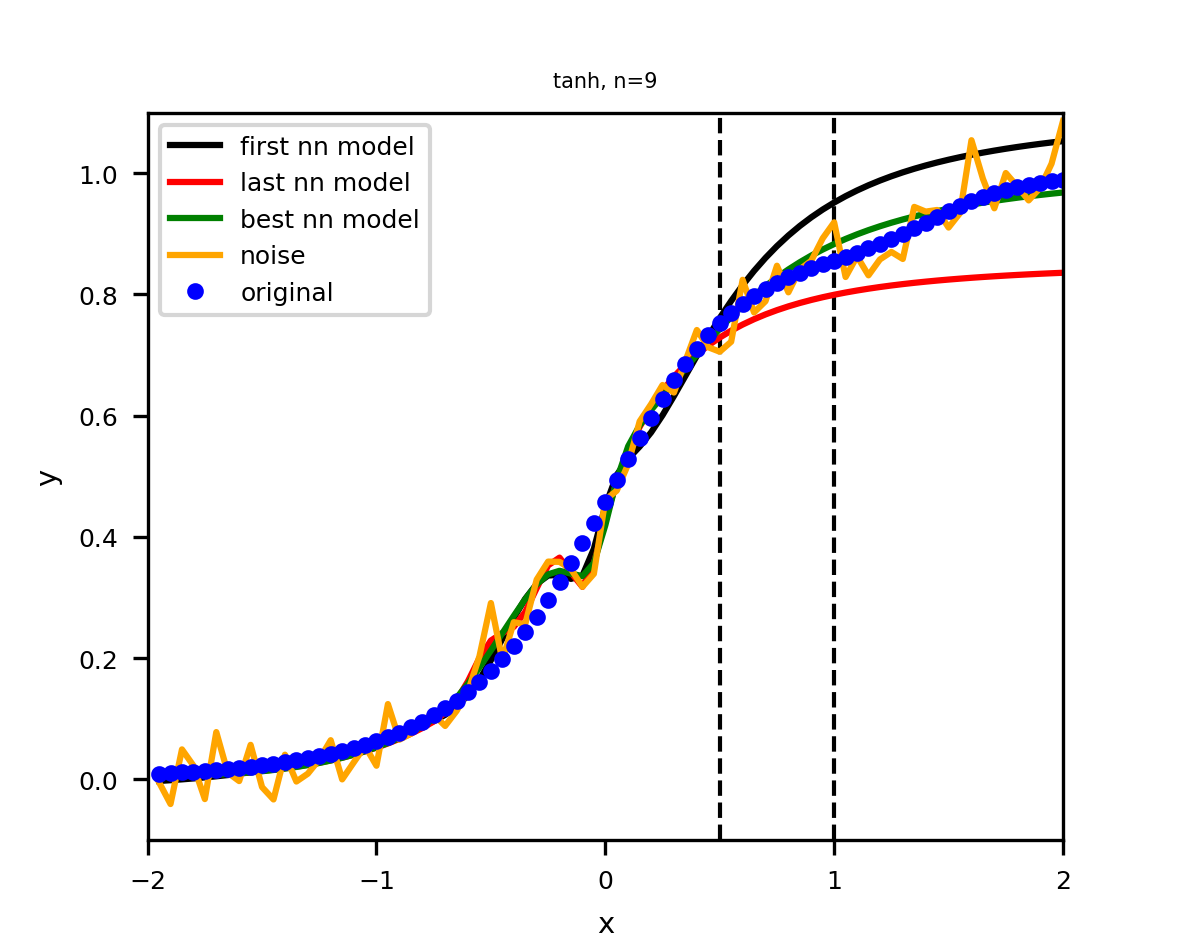 tanh, n=9
first nn model
last nn model
best nn model
noise
original
y
1.0
0.8
0.6
0.4
0.2
0.0
−2 −1 0 1 2
x